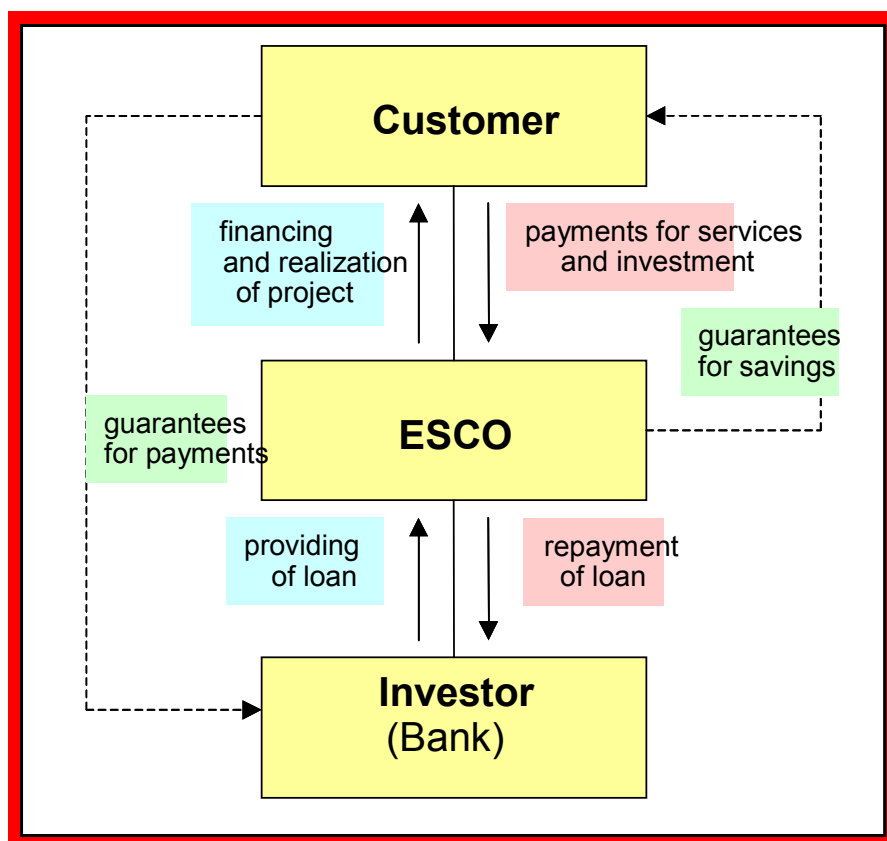 Customer
financing
and realization
of project
payments for services
and investment
guarantees
for savings
guarantees
for payments
ESCO
providing
of loan
repayment
of loan
Investor
(Bank)